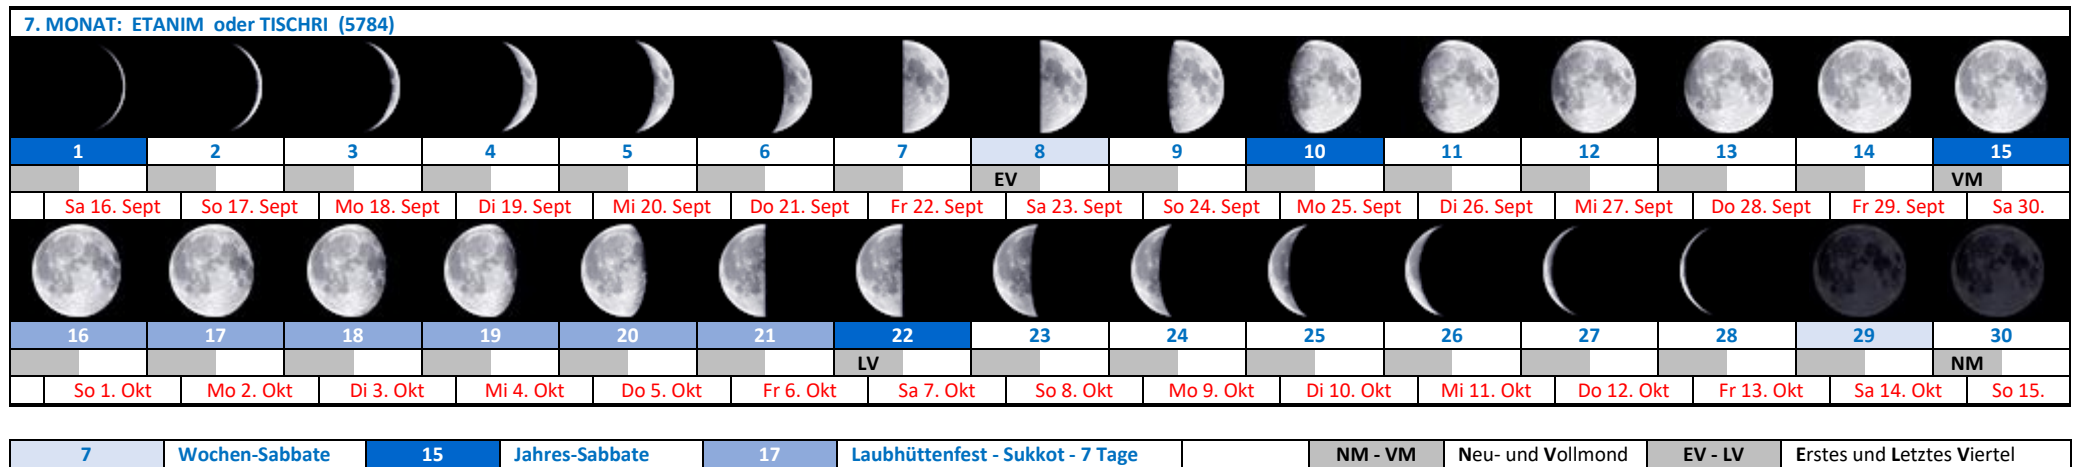 7. MONAT: ETANIM oder TISCHRI (5784)
1 2 3 4 5 6 7 8 9 10 11 12 13 14 15
EV VM
Sa 16. Sept So 17. Sept Mo 18. Sept Di 19. Sept Mi 20. Sept Do 21. Sept Fr 22. Sept Sa 23. Sept So 24. Sept Mo 25. Sept Di 26. Sept Mi 27. Sept Do 28. Sept Fr 29. Sept Sa 30.
16 17 18 19 20 21 22 23 24 25 26 27 28 29 30
LV NM
So 1. Okt Mo 2. Okt Di 3. Okt Mi 4. Okt Do 5. Okt Fr 6. Okt Sa 7. Okt So 8. Okt Mo 9. Okt Di 10. Okt Mi 11. Okt Do 12. Okt Fr 13. Okt Sa 14. Okt So 15.
7 Wochen-Sabbate 15 Jahres-Sabbate 17 Laubhüttenfest - Sukkot - 7 Tage NM - VM Neu- und Vollmond EV - LV Erstes und Letztes Viertel